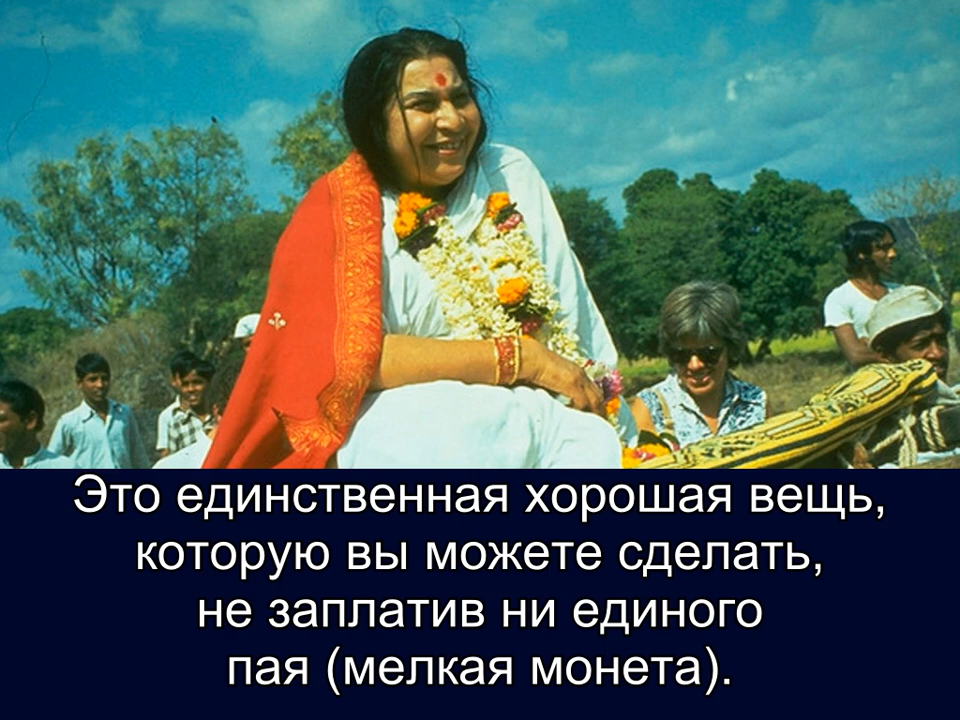 Это единственная хорошая вещь,
которую вы можете сделать,
не заплатив ни единого
пая (мелкая монета).